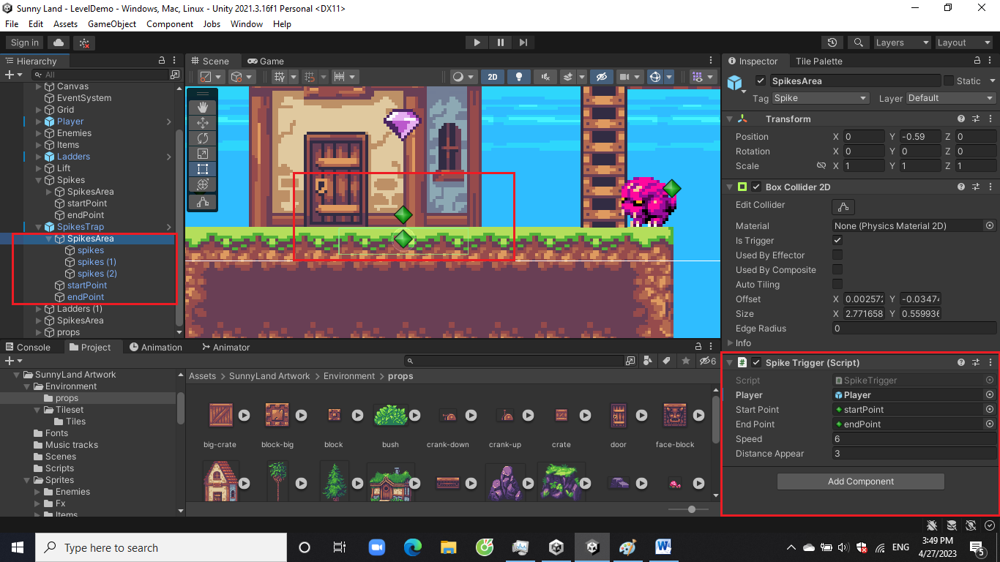 Sunny Land - LevelDemo - Windows, Mac, Linux - Unity 2021.3.16f1 Personal <DX11>
File Edit Assets GameObject Component Jobs Window Help
Sign in
Layers Layout
Hierarchy
All
Canvas
EventSystem
Grid
Player
Enemies
Items
Ladders
Lift
Spikes
SpikesArea
startPoint
endPoint
SpikesTrap
SpikesArea
spikes
spikes (1)
spikes (2)
startPoint
endPoint
Ladders (1)
SpikesArea
props
Scene Game
2D
Inspector Tile Palette
SpikesArea Static
Tag Spike Layer Default
Transform
Position X 0 Y -0.59 Z 0
Rotation X 0 Y 0 Z 0
Scale X 1 Y 1 Z 1
Box Collider 2D
Edit Collider
Material None (Physics Material 2D)
Is Trigger
Used By Effector
Used By Composite
Auto Tiling
Offset X 0.002572 Y -0.03474
Size X 2.771658 Y 0.559936
Edge Radius 0
Info
# Spike Trigger (Script)
Script SpikeTrigger
Player Player
Start Point startPoint
End Point endPoint
Speed 6
Distance Appear 3
Add Component
Console Project Animation Animator
6
SunnyLand Artwork
Environment
props
Tileset
Tiles
Fonts
Music tracks
Scenes
Scripts
Sprites
Enemies
Fx
Items
Assets > SunnyLand Artwork > Environment > props
big-crate block-big block bush crank-down crank-up crate door face-block
Type here to search
W
ENG
3:49 PM
4/27/2023
5